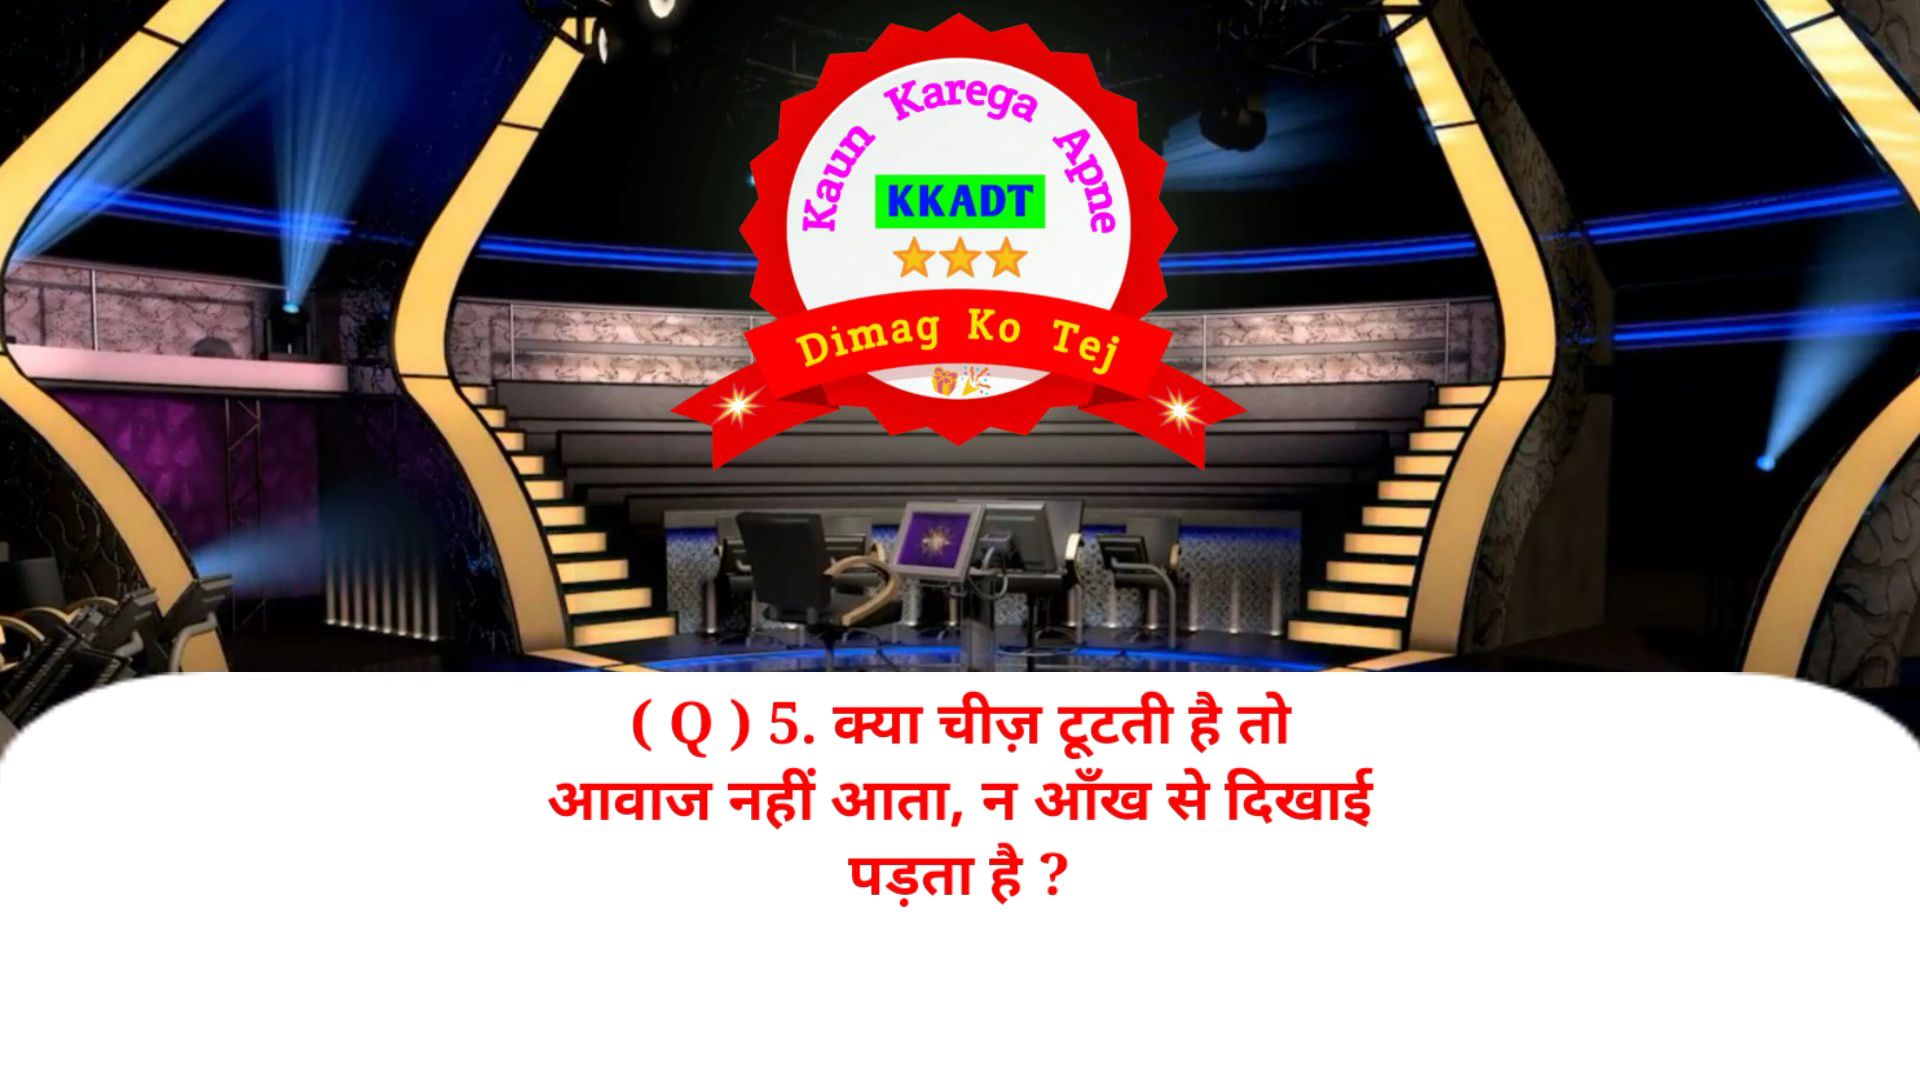 Kaun Karega Apne
KKADT
Dimag Ko Tej
( Q ) 5. क्या चीज़ टूटती है तो
आवाज नहीं आता, न आँख से दिखाई
पड़ता है ?